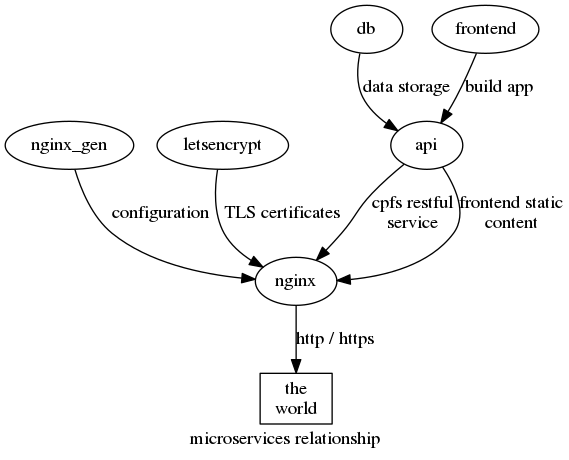 db
frontend
data storage
build app
nginx_gen
letsencrypt
api
configuration
TLS certificates
cpfs restful
service
frontend static
content
nginx
http / https
the
world
microservices relationship